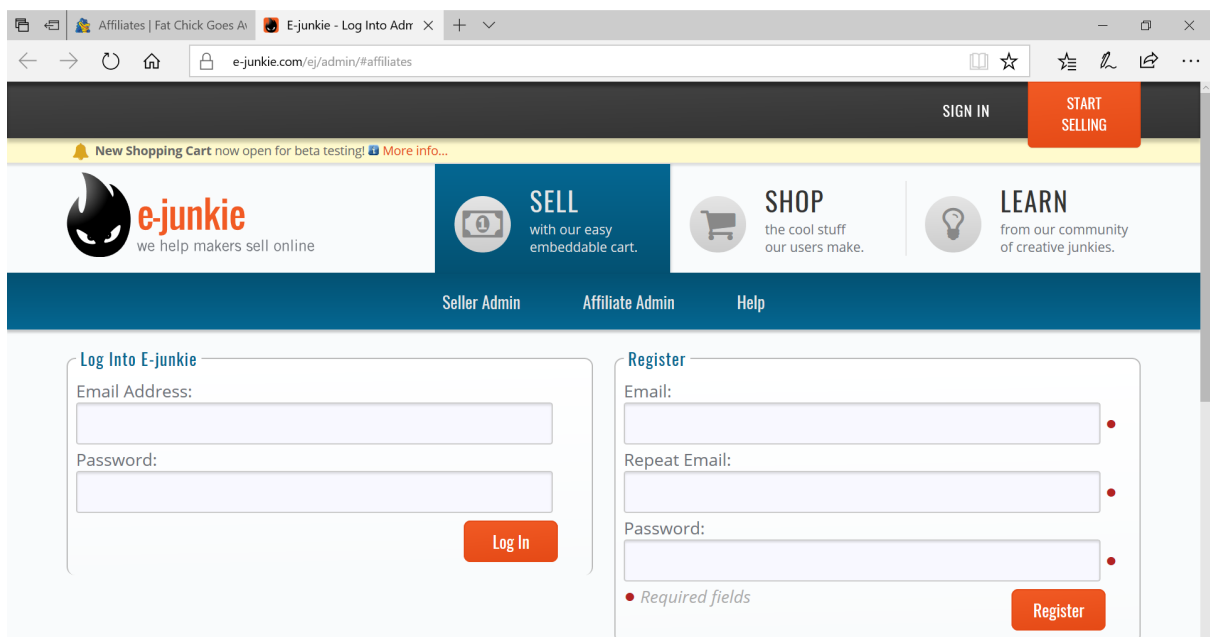 Affiliates | Fat Chick Goes Av
E-junkie - Log Into Adm
e-junkie.com/ej/admin/#affiliates
SIGN IN
START
SELLING
New Shopping Cart now open for beta testing! More info...
e-junkie
we help makers sell online
SELL
with our easy
embeddable cart.
SHOP
the cool stuff
our users make.
LEARN
from our community
of creative junkies.
Seller Admin Affiliate Admin Help
Log Into E-junkie
Email Address:
Password:
Log In
Register
Email:
Repeat Email:
Password:
Required fields
Register